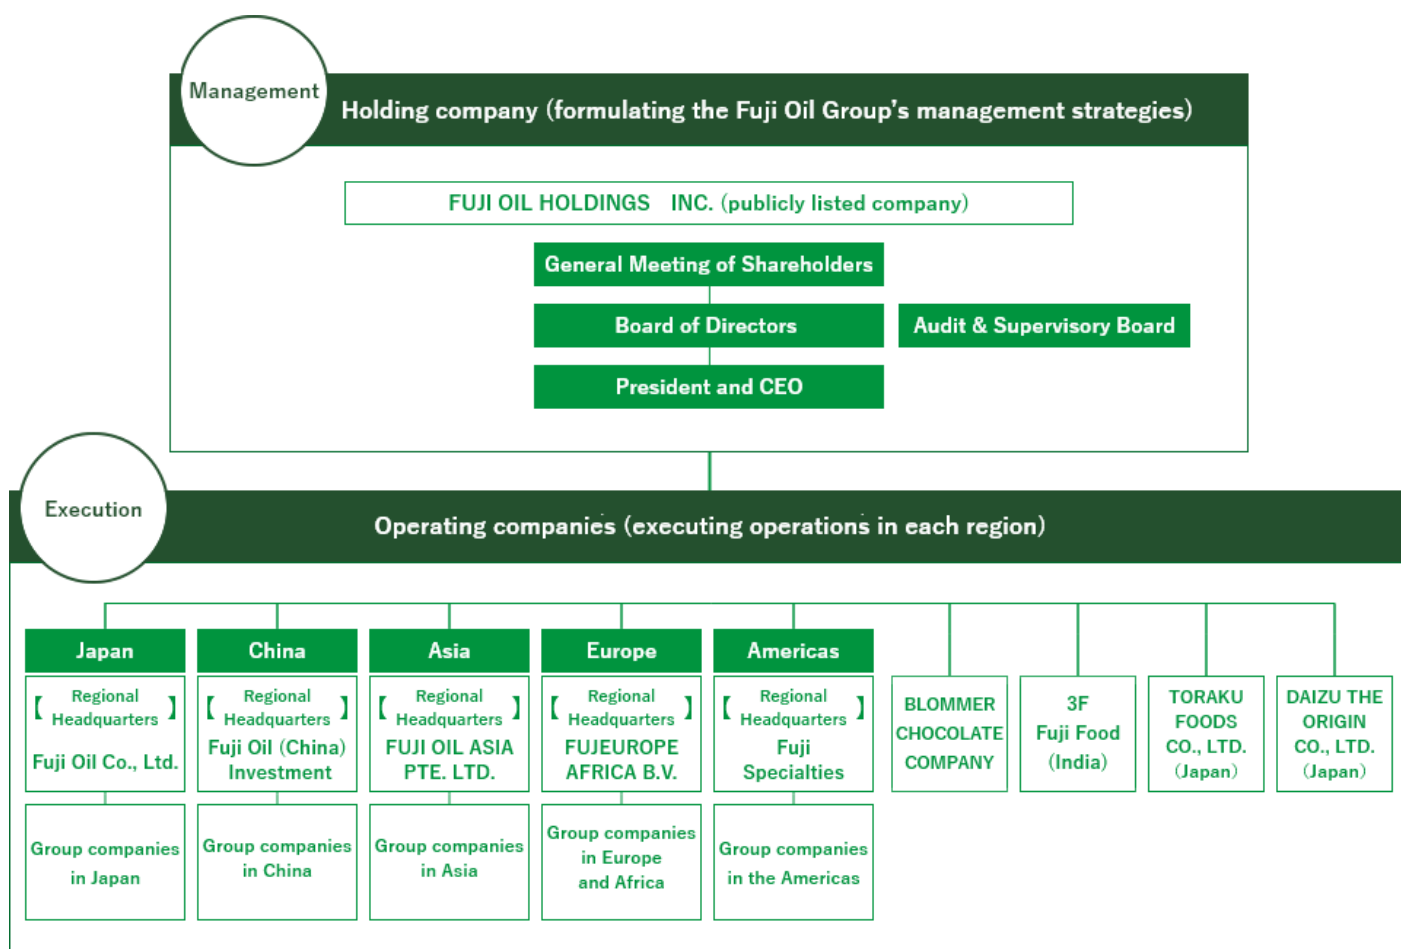 Management
Holding company (formulating the Fuji Oil Group's management strategies)
FUJI OIL HOLDINGS INC. (publicly listed company)
General Meeting of Shareholders
Board of Directors
Audit & Supervisory Board
President and CEO
Execution
Operating companies (executing operations in each region)
Japan
【 Regional
Headquarters 】
Fuji Oil Co., Ltd.
Group companies
in Japan
China
【 Regional
Headquarters 】
Fuji Oil (China)
Investment
Group companies
in China
Asia
【 Regional
Headquarters 】
FUJI OIL ASIA
PTE. LTD.
Group companies
in Asia
Europe
【 Regional
Headquarters 】
FUJEUROPE
AFRICA B.V.
Group companies
in Europe
and Africa
Americas
【 Regional
Headquarters 】
Fuji
Specialties
Group companies
in the Americas
BLOMMER
CHOCOLATE
COMPANY
3F
Fuji Food
(India)
TORAKU
FOODS
CO., LTD.
(Japan)
DAIZU THE
ORIGIN
CO., LTD.
(Japan)